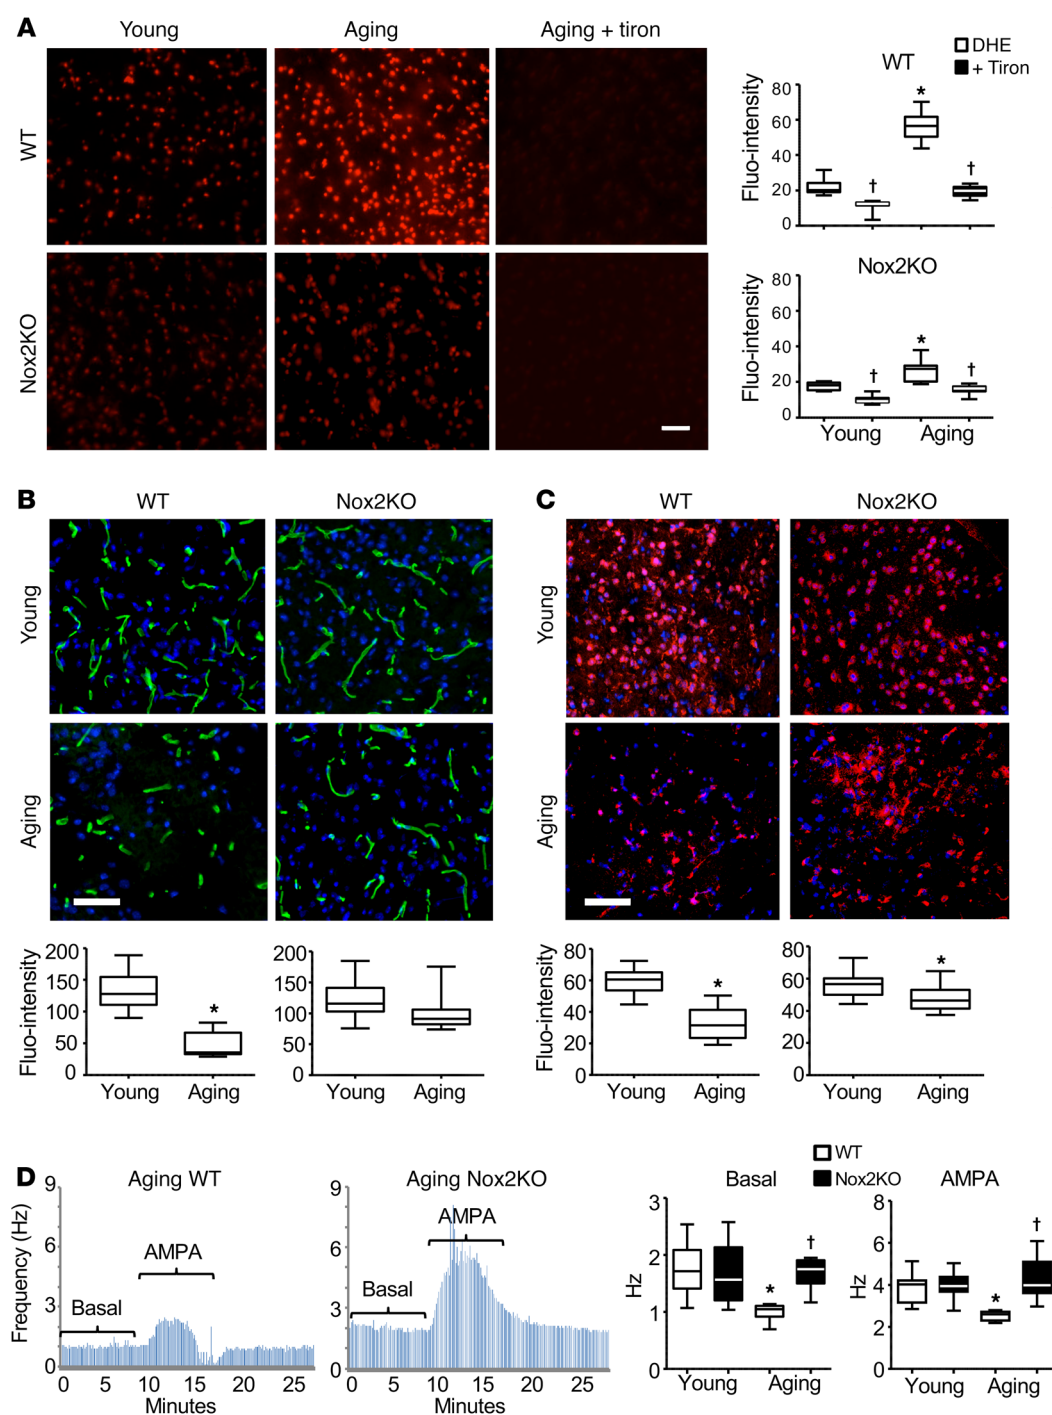 A
Young
Aging
Aging + tiron
WT
Nox2KO
DHE
+ Tiron
WT
Fluo-intensity
80
60
40
20
0
*
†
†
Nox2KO
Fluo-intensity
80
60
40
20
0
*
†
†
Young
Aging
B
WT
Nox2KO
Young
Aging
Fluo-intensity
200
150
100
50
0
*
Young
Aging
200
150
100
50
0
Young
Aging
C
WT
Nox2KO
Young
Aging
Fluo-intensity
80
60
40
20
0
*
Young
Aging
80
60
40
20
0
*
Young
Aging
D
Aging WT
Frequency (Hz)
9
6
3
0
Basal
AMPA
0 5 10 15 20 25
Minutes
Aging Nox2KO
9
6
3
0
Basal
AMPA
0 5 10 15 20 25
Minutes
WT
Nox2KO
Basal
Hz
3
2
1
0
*
†
Young
Aging
AMPA
Hz
8
6
4
2
0
*
†
Young
Aging